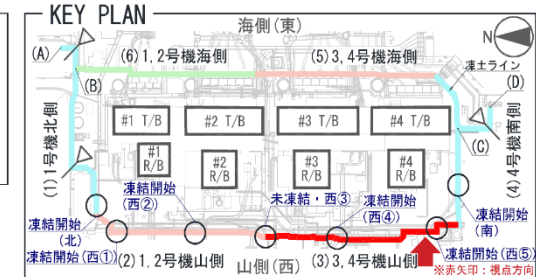 KEY PLAN
海側(東)
N
(A)
(6)1,2号機海側
(5)3,4号機海側
凍土ライン
(B)
(D)
#1 T/B
#2 T/B
#3 T/B
#4 T/B
(1)1号機北側
(C)
(4)4号機南側
#1
R/B
#2
R/B
#3
R/B
#4
R/B
凍結開始
(西②)
未凍結・西③
凍結開始
(西④)
凍結開始
(北)
凍結開始
(南)
凍結開始(西①)
(2)1,2号機山側
山側(西)
(3)3,4号機山側
凍結開始(西⑤)
※赤矢印:視点方向